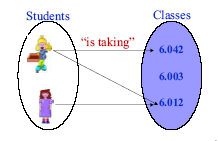 Students
Classes
“is taking”
6.042
6.003
6.012